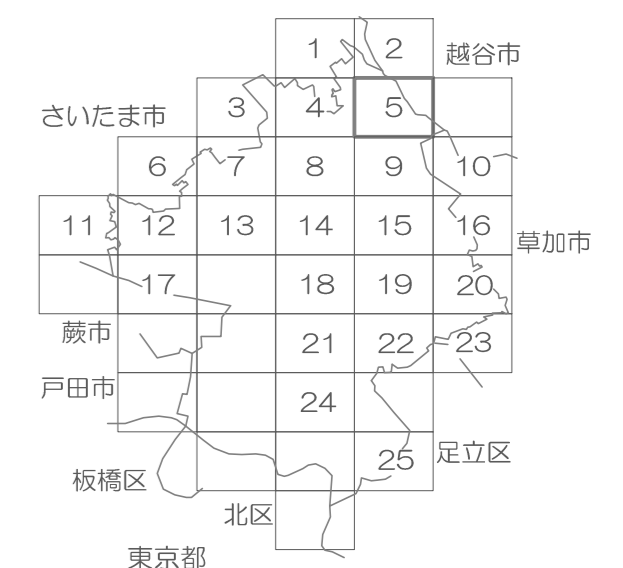 1 2 越谷市
さいたま市 3 4 5
6 7 8 9 10
11 12 13 14 15 16
草加市
17 18 19 20
蕨市 21 22 23
戸田市 24
板橋区 25 足立区
北区
東京都